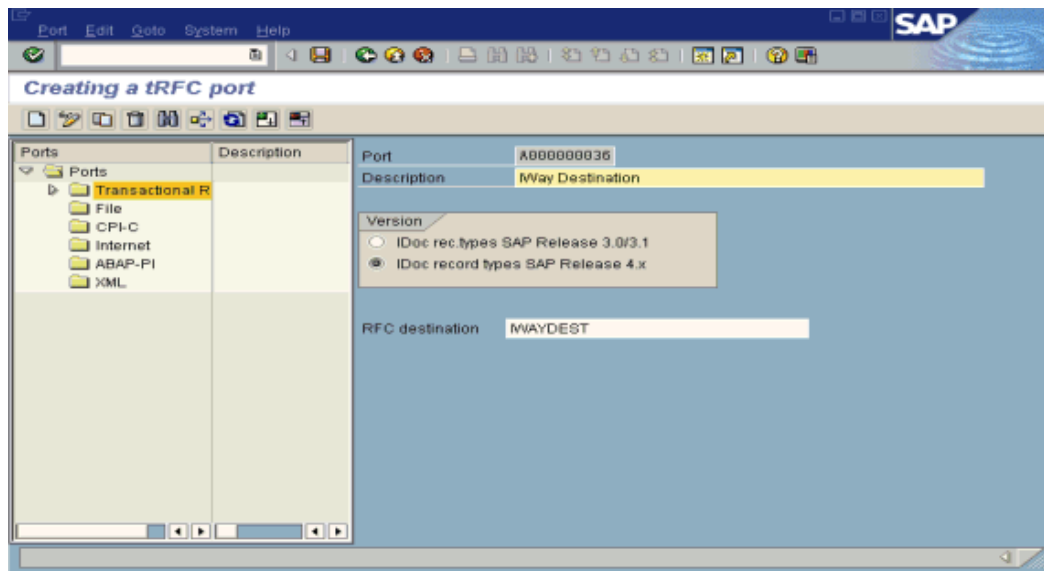 Port Edit Goto System Help
SAP
Creating a tRFC port
Ports Description
Ports
Transactional R
File
CPI-C
Internet
ABAP-PI
XML
Port A000000036
Description iWay Destination
Version
IDoc rec.types SAP Release 3.0/3.1
IDoc record types SAP Release 4.x
RFC destination IWAYDEST